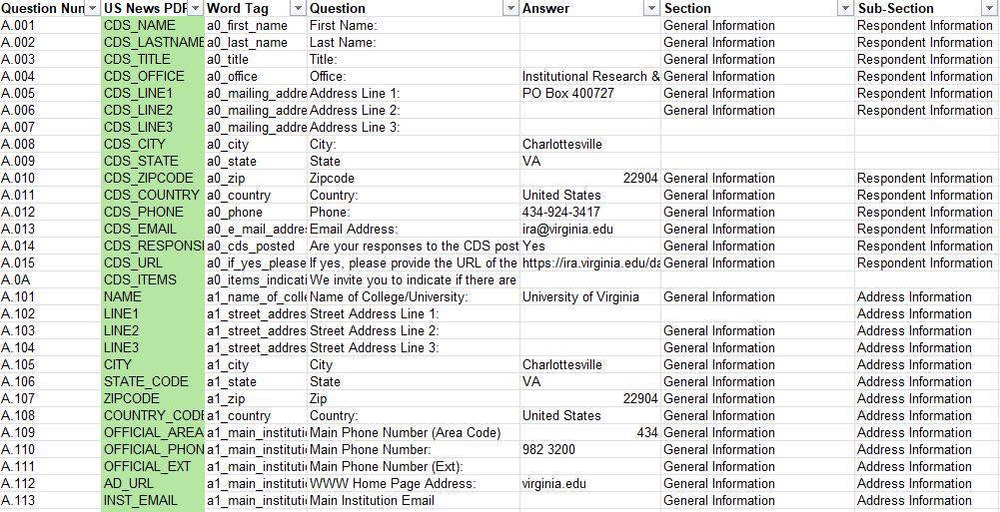 Question Num US News PDF Word Tag Question Answer Section Sub-Section
A.001 CDS_NAME a0_first_name First Name: General Information Respondent Information
A.002 CDS_LASTNAME a0_last_name Last Name: General Information Respondent Information
A.003 CDS_TITLE a0_title Title: General Information Respondent Information
A.004 CDS_OFFICE a0_office Office: Institutional Research & General Information Respondent Information
A.005 CDS_LINE1 a0_mailing_addre Address Line 1: PO Box 400727 General Information Respondent Information
A.006 CDS_LINE2 a0_mailing_addre Address Line 2: General Information Respondent Information
A.007 CDS_LINE3 a0_mailing_addre Address Line 3:
A.008 CDS_CITY a0_city City: Charlottesville
A.009 CDS_STATE a0_state State VA
A.010 CDS_ZIPCODE a0_zip Zipcode 22904 General Information Respondent Information
A.011 CDS_COUNTRY a0_country Country: United States General Information Respondent Information
A.012 CDS_PHONE a0_phone Phone: 434-924-3417 General Information Respondent Information
A.013 CDS_EMAIL a0_e_mail_addre Email Address: ira@virginia.edu General Information Respondent Information
A.014 CDS_RESPONS a0_cds_posted Are your responses to the CDS post Yes General Information Respondent Information
A.015 CDS_URL a0_if_yes_please If yes, please provide the URL of the https://ira.virginia.edu/da General Information Respondent Information
A.0A CDS_ITEMS a0_items_indicati We invite you to indicate if there are
A.101 NAME a1_name_of_colle Name of College/University: University of Virginia General Information Address Information
A.102 LINE1 a1_street_addres Street Address Line 1: Address Information
A.103 LINE2 a1_street_addres Street Address Line 2: General Information Address Information
A.104 LINE3 a1_street_addres Street Address Line 3: General Information Address Information
A.105 CITY a1_city City Charlottesville General Information Address Information
A.106 STATE_CODE a1_state State VA General Information Address Information
A.107 ZIPCODE a1_zip Zip 22904 General Information Address Information
A.108 COUNTRY_CODE a1_country Country: United States General Information Address Information
A.109 OFFICIAL_AREA a1_main_instituti Main Phone Number (Area Code) 434 General Information Address Information
A.110 OFFICIAL_PHON a1_main_instituti Main Phone Number: 982 3200 General Information Address Information
A.111 OFFICIAL_EXT a1_main_instituti Main Phone Number (Ext): General Information Address Information
A.112 AD_URL a1_main_instituti WWW Home Page Address: virginia.edu General Information Address Information
A.113 INST_EMAIL a1_main_instituti Main Institution Email General Information Address Information